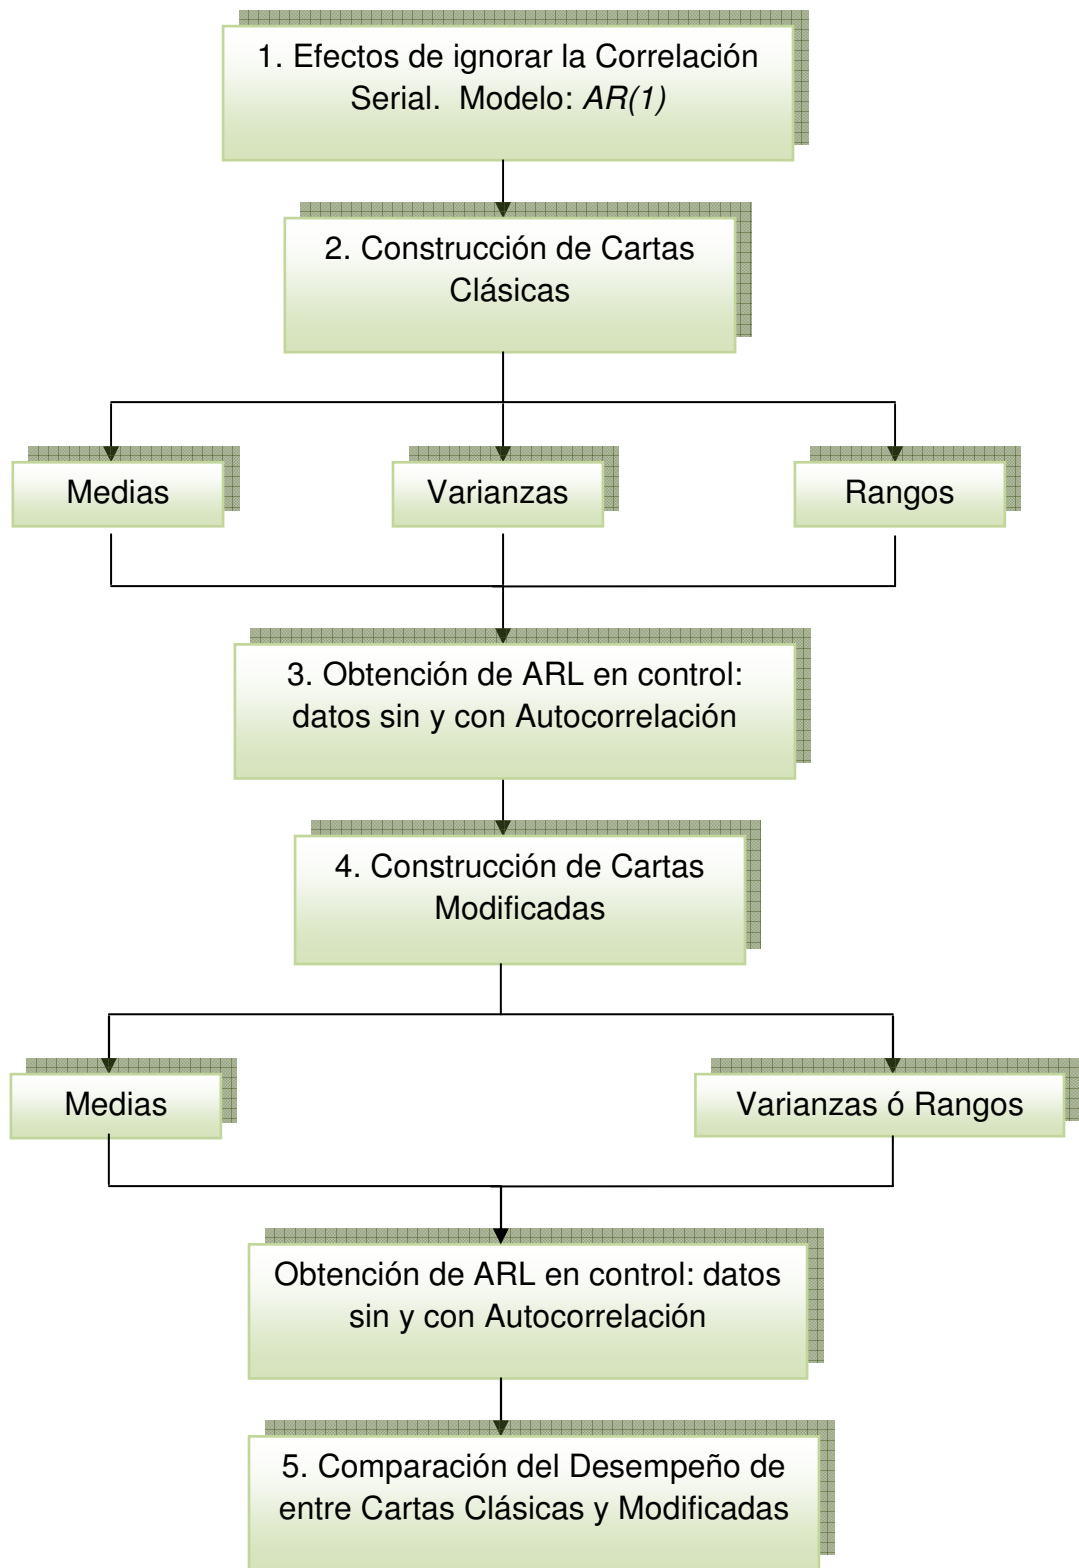 1. Efectos de ignorar la Correlación
Serial. Modelo: AR(1)
2. Construcción de Cartas
Clásicas
Medias
Varianzas
Rangos
3. Obtención de ARL en control:
datos sin y con Autocorrelación
4. Construcción de Cartas
Modificadas
Medias
Varianzas ó Rangos
Obtención de ARL en control: datos
sin y con Autocorrelación
5. Comparación del Desempeño de
entre Cartas Clásicas y Modificadas